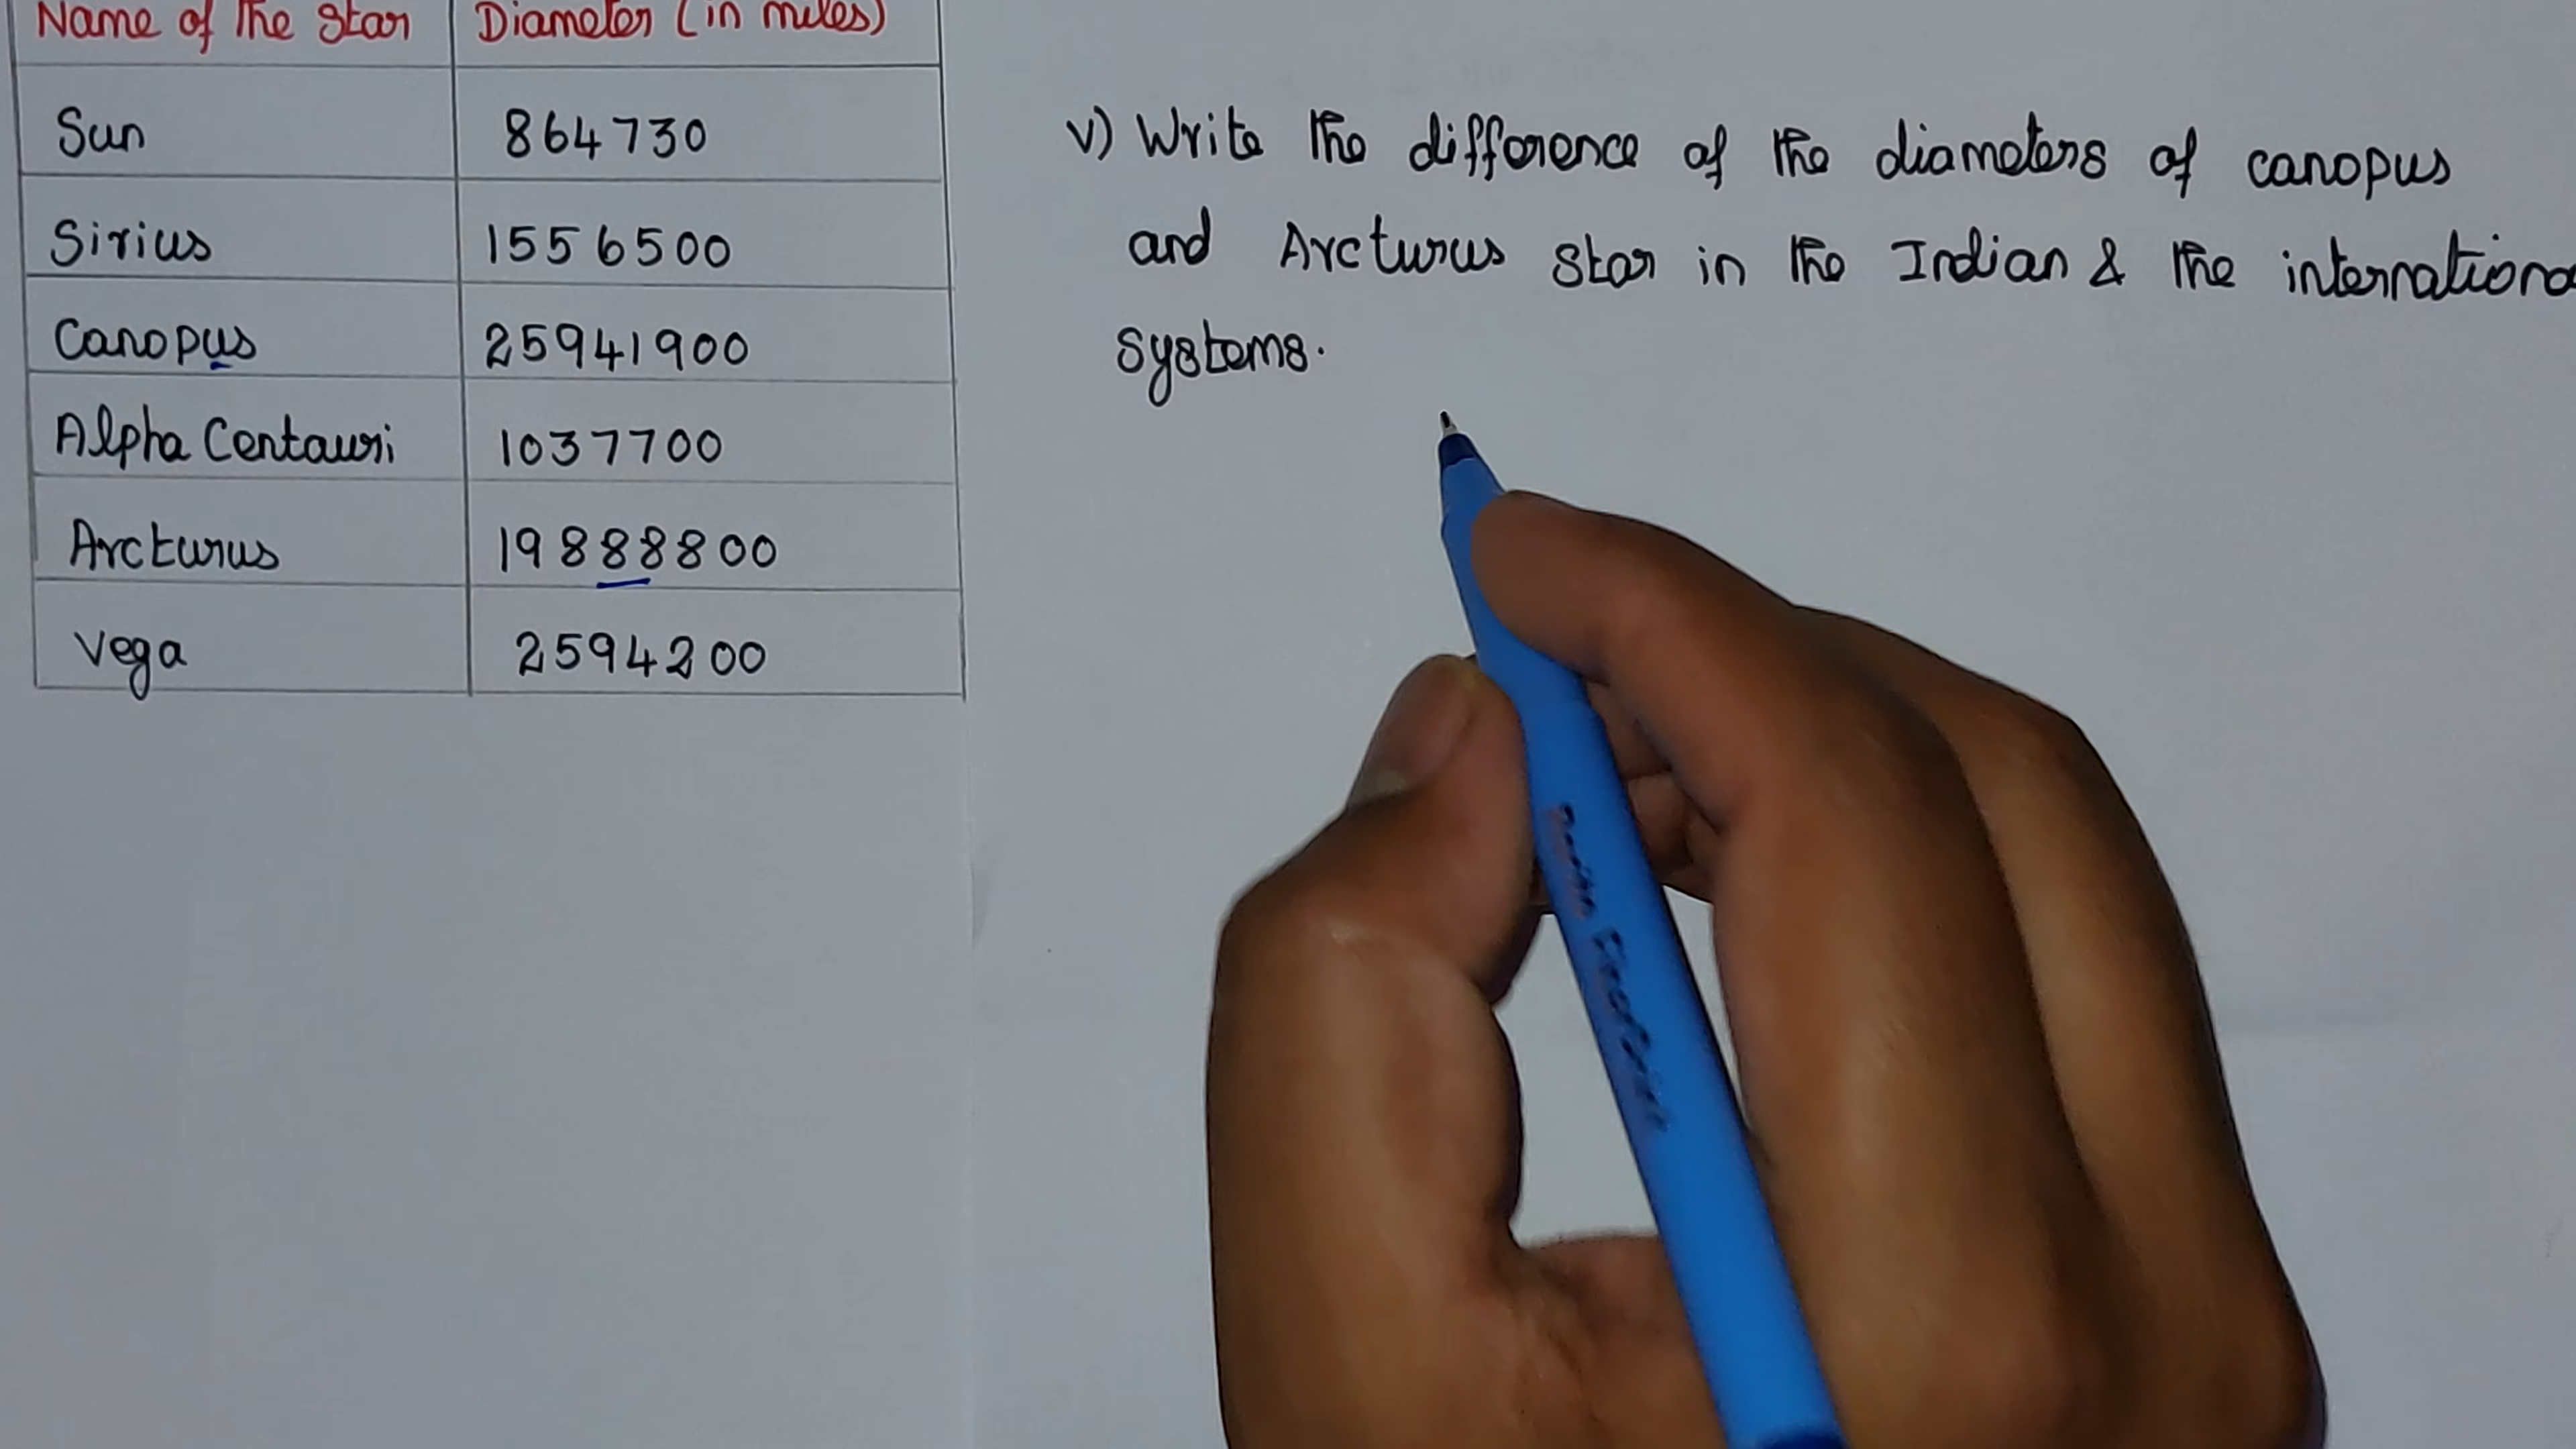 Name of the Star Diameter (in miles)
Sun 864730
Sirius 1556500
Canopus 25941900
Alpha Centauri 1037700
Arcturus 19888800
Vega 2594200
v) Write the difference of the diameters of canopus
and Arcturus star in the Indian & the internationa
systems.